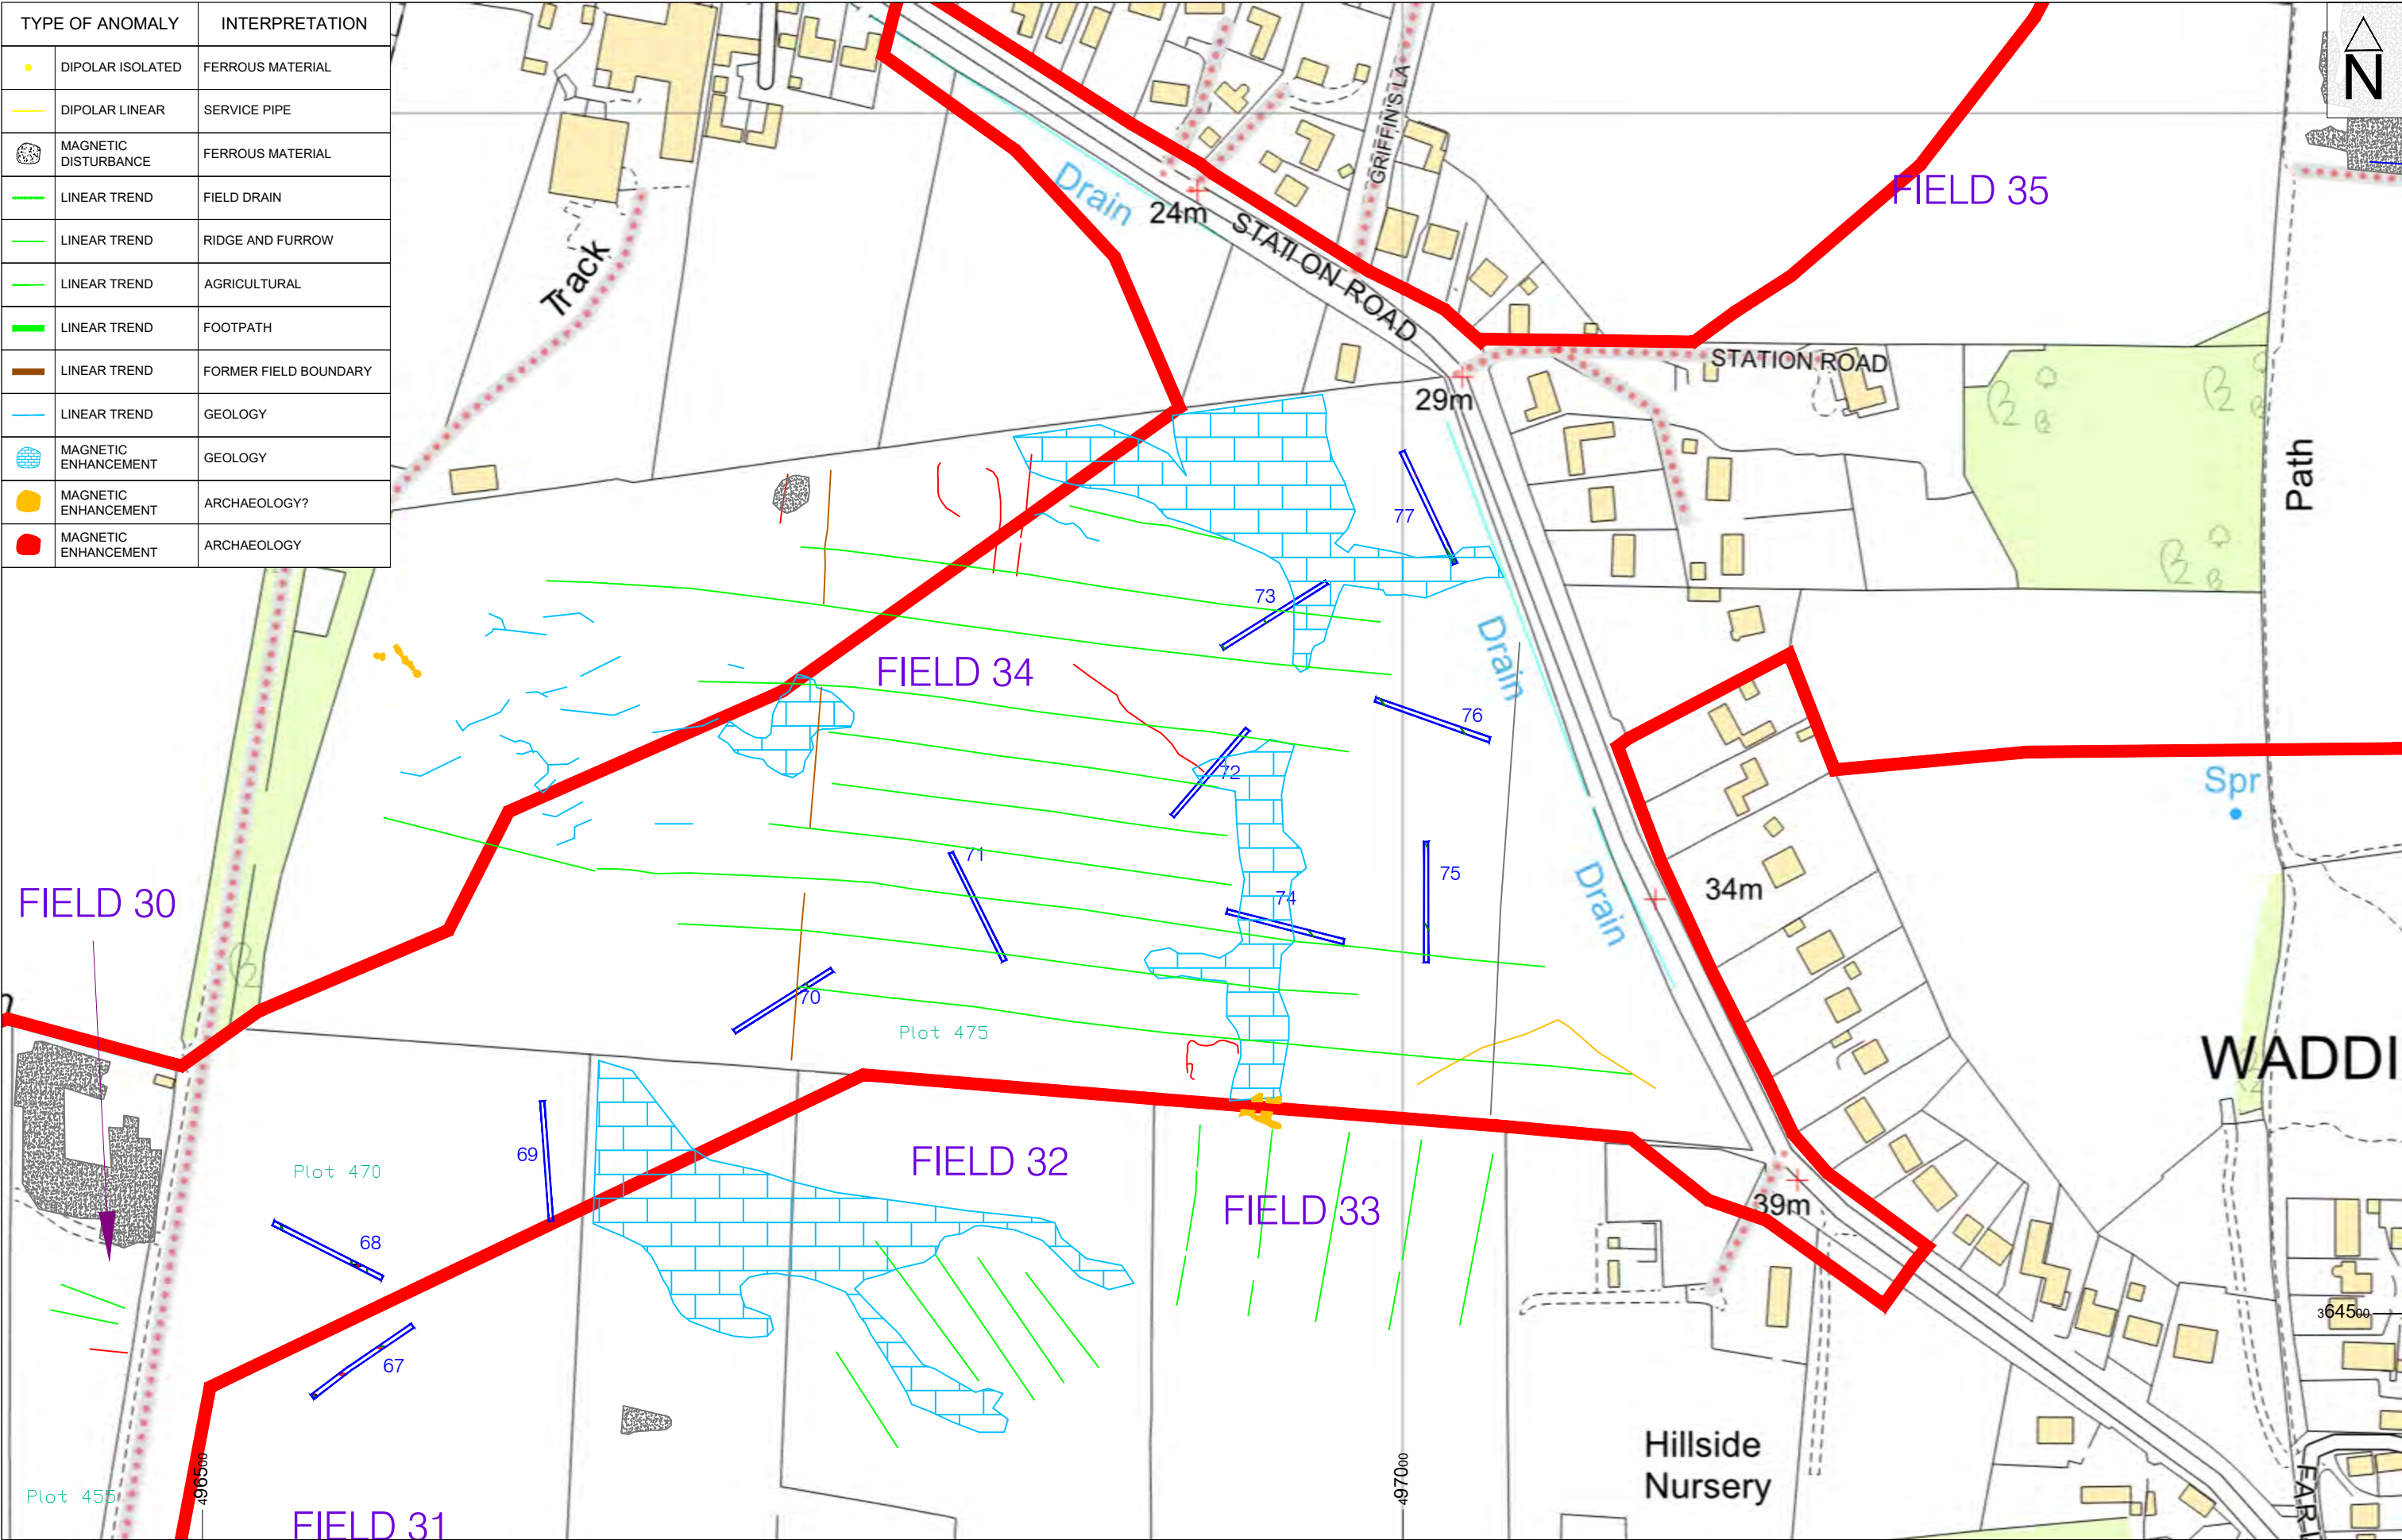 TYPE OF ANOMALY INTERPRETATION
DIPOLAR ISOLATED FERROUS MATERIAL
DIPOLAR LINEAR SERVICE PIPE
MAGNETIC DISTURBANCE FERROUS MATERIAL
LINEAR TREND FIELD DRAIN
LINEAR TREND RIDGE AND FURROW
LINEAR TREND AGRICULTURAL
LINEAR TREND FOOTPATH
LINEAR TREND FORMER FIELD BOUNDARY
LINEAR TREND GEOLOGY
MAGNETIC ENHANCEMENT GEOLOGY
MAGNETIC ENHANCEMENT ARCHAEOLOGY?
MAGNETIC ENHANCEMENT ARCHAEOLOGY
N
GRIFFIN'S LA
Drain
24m
STATION ROAD
FIELD 35
Track
STATION ROAD
29m
Path
77
73
Drain
FIELD 34
76
72
Spr
71
75
34m
FIELD 30
74
Drain
70
Plot 475
WADDI
69
FIELD 32
Plot 470
39m
FIELD 33
68
364500
67
Hillside
Nursery
Plot 455
496500
497000
FAR
FIELD 31